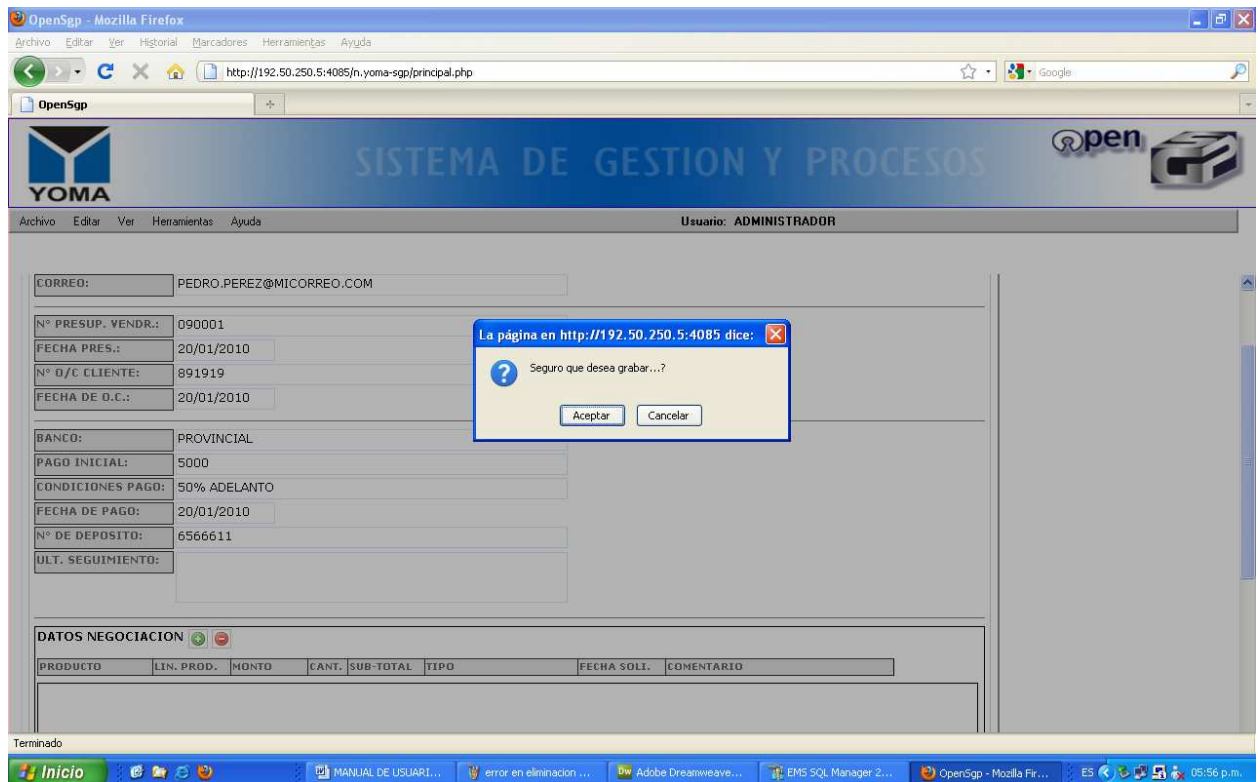 OpenSgp - Mozilla Firefox
Archivo Editar Ver Historial Marcadores Herramientas Ayuda
http://192.50.250.5:4085/n.yoma-sgp/principal.php
Google
OpenSgp
YOMA
SISTEMA DE GESTION Y PROCESOS
Open
Archivo Editar Ver Herramientas Ayuda Usuario: ADMINISTRADOR
CORREO: PEDRO.PEREZ@MICORREO.COM
Nº PRESUP. VENDR.: 090001
FECHA PRES.: 20/01/2010
Nº O/C CLIENTE: 891919
FECHA DE O.C.: 20/01/2010
La página en http://192.50.250.5:4085 dice:
Seguro que desea grabar...?
Aceptar Cancelar
BANCO: PROVINCIAL
PAGO INICIAL: 5000
CONDICIONES PAGO: 50% ADELANTO
FECHA DE PAGO: 20/01/2010
Nº DE DEPOSITO: 6566611
ULT. SEGUIMIENTO:
DATOS NEGOCIACION
PRODUCTO LIN. PROD. MONTO CANT. SUB-TOTAL TIPO FECHA SOLI. COMENTARIO
Terminado
Inicio MANUAL DE USUARI... error en eliminacion ... Adobe Dreamweave... EMS SQL Manager 2... OpenSgp - Mozilla Fir... ES 05:56 p.m.